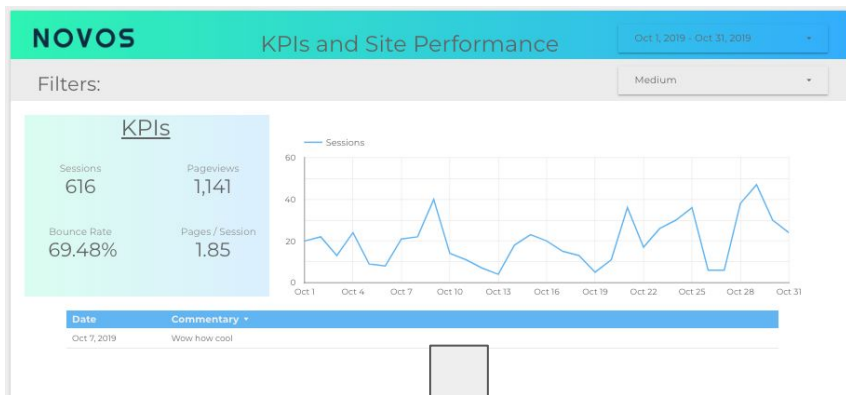 NOVOS
KPIs and Site Performance
Oct 1, 2019 - Oct 31, 2019
Filters:
Medium
KPIs
Sessions
Pageviews
616
1,141
Bounce Rate
Pages / Session
69.48%
1.85
Sessions
60
40
20
0
Oct 1
Oct 4
Oct 7
Oct 10
Oct 13
Oct 16
Oct 19
Oct 22
Oct 25
Oct 28
Oct 31
Date
Commentary
Oct 7, 2019
Wow how cool